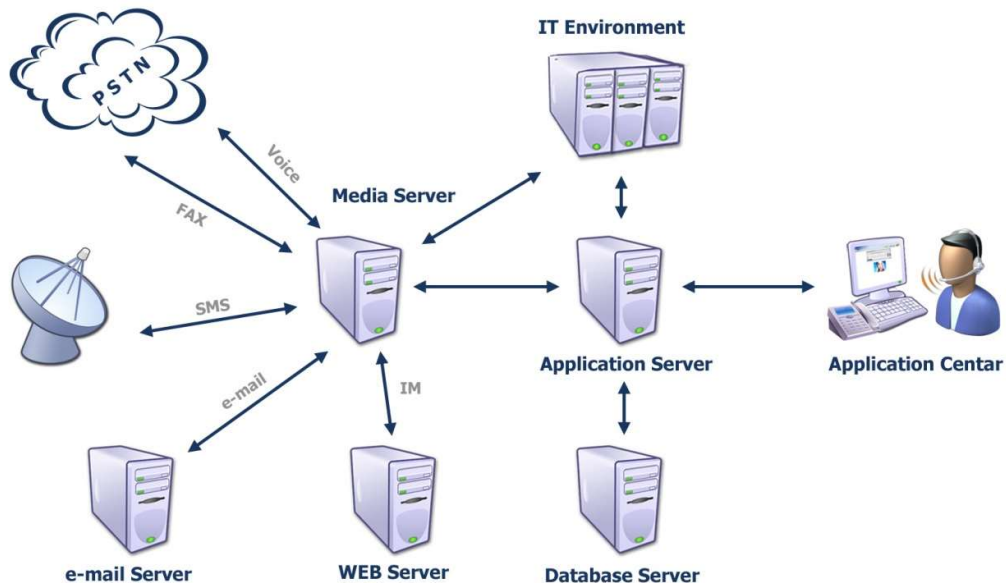 IT Environment
PSTN
Voice
Media Server
FAX
SMS
Application Server
Application Centar
e-mail
IM
e-mail Server
WEB Server
Database Server